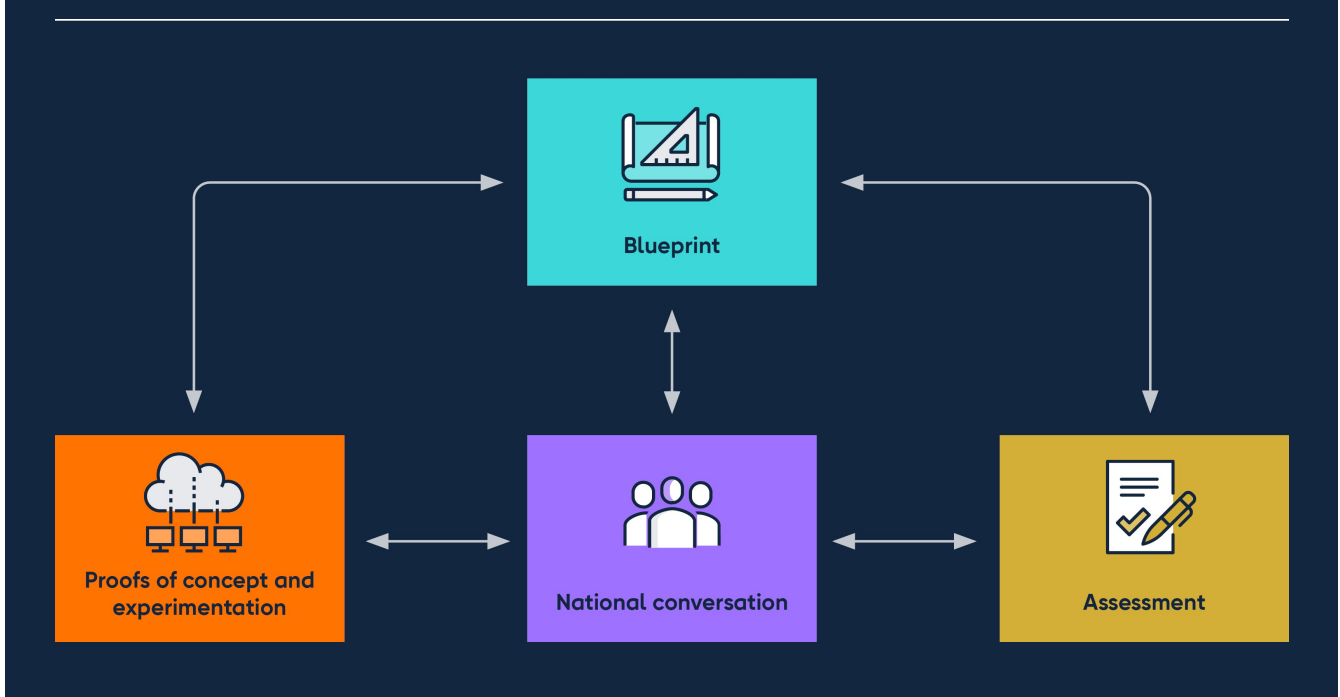 Blueprint
Proofs of concept and
experimentation
National conversation
Assessment